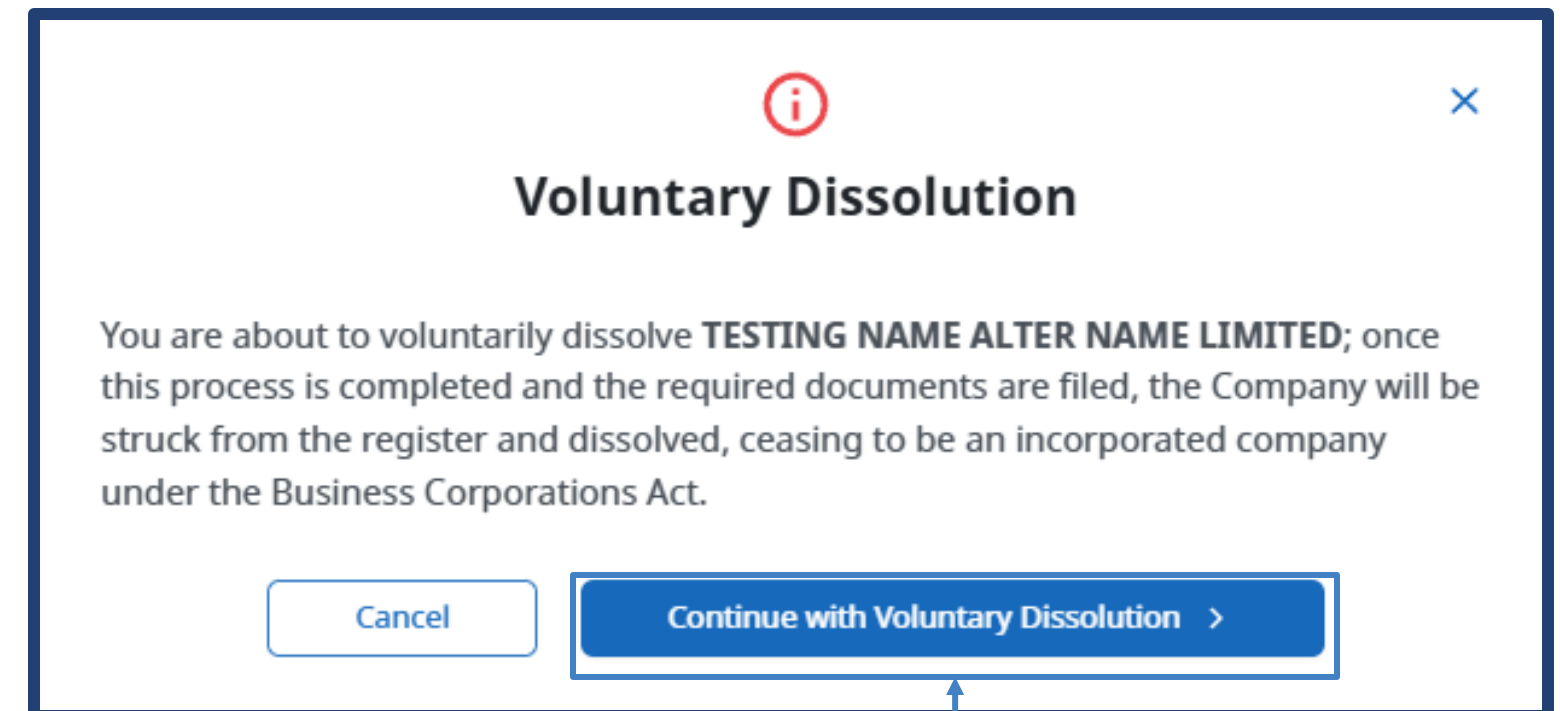 Voluntary Dissolution
You are about to voluntarily dissolve TESTING NAME ALTER NAME LIMITED; once
this process is completed and the required documents are filed, the Company will be
struck from the register and dissolved, ceasing to be an incorporated company
under the Business Corporations Act.
Cancel
Continue with Voluntary Dissolution >